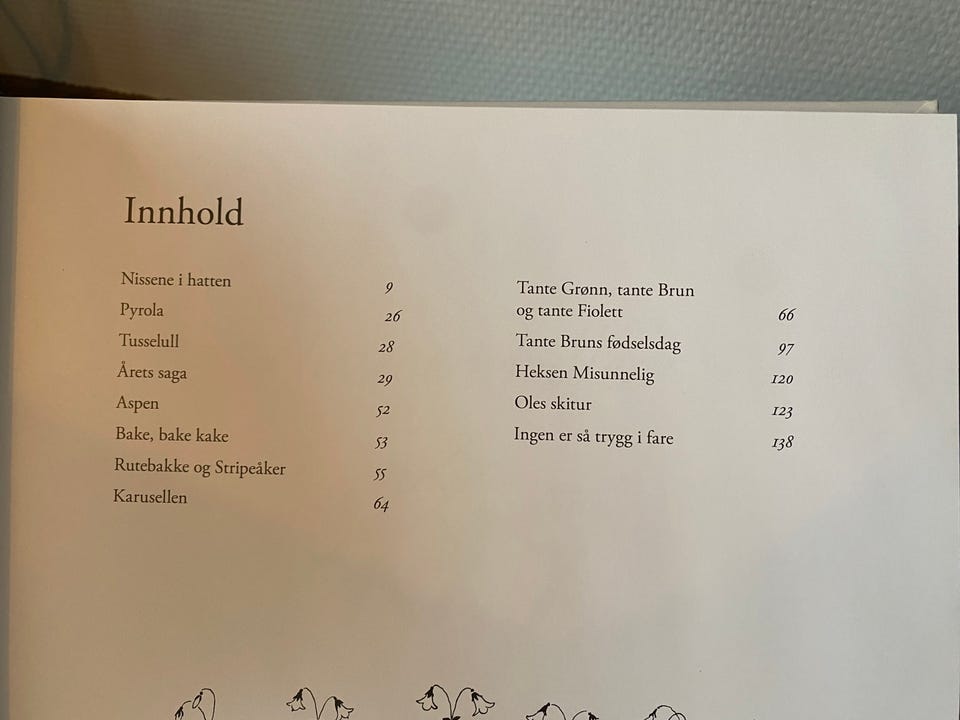 Innhold
Nissene i hatten 9
Pyrola 26
Tusselull 28
Årets saga 29
Aspen 52
Bake, bake kake 53
Rutebakke og Stripeåker 55
Karusellen 64
Tante Grønn, tante Brun
og tante Fiolett 66
Tante Bruns fødselsdag 97
Heksen Misunnelig 120
Oles skitur 123
Ingen er så trygg i fare 138